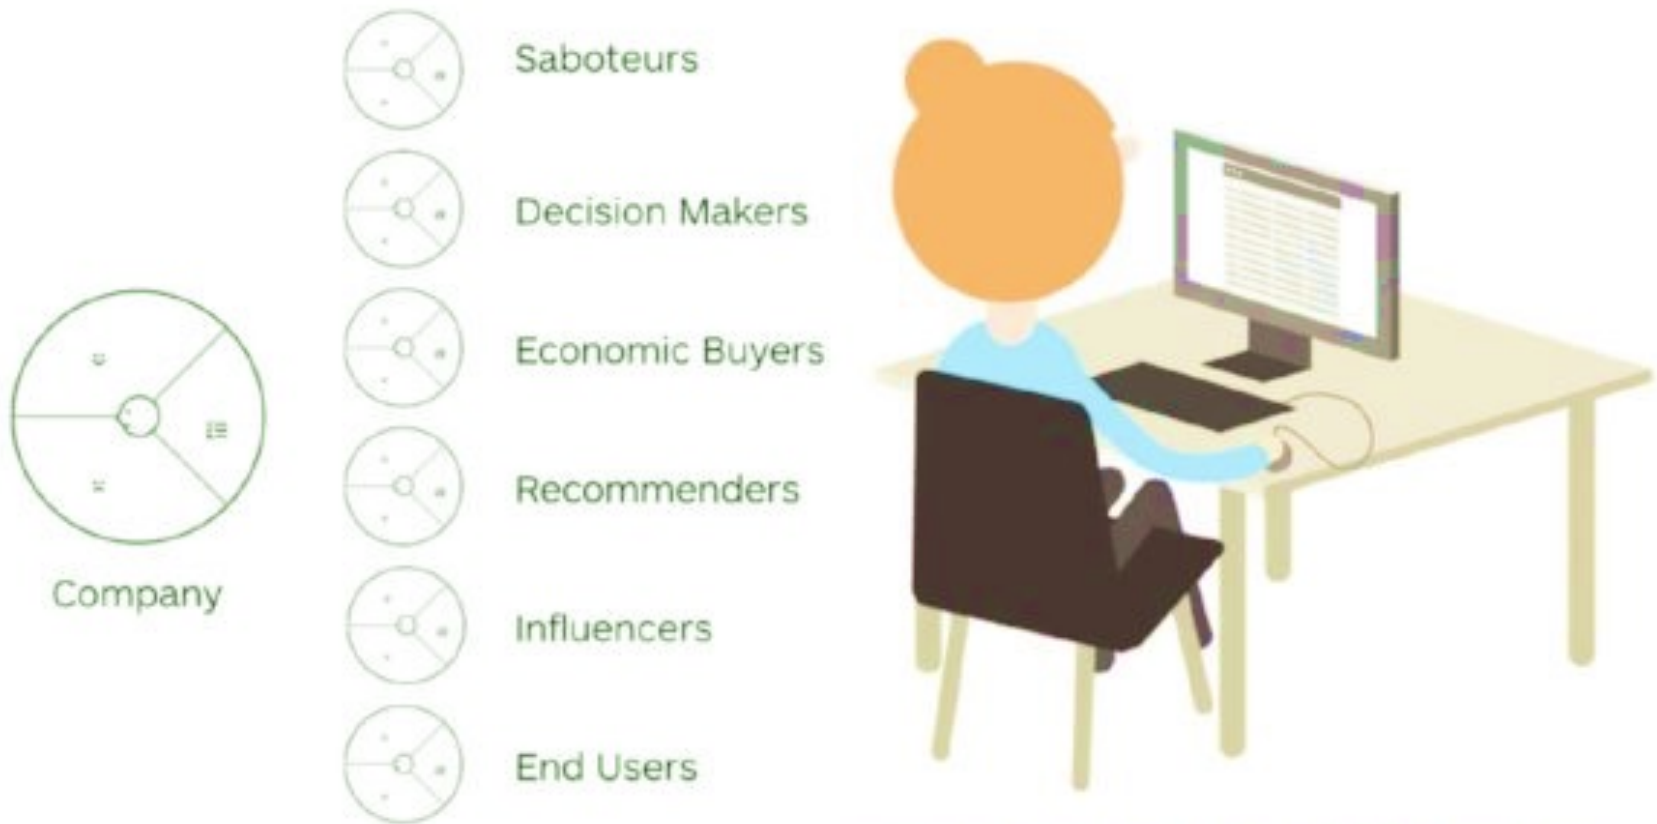 Saboteurs
Decision Makers
Economic Buyers
Recommenders
Influencers
End Users
Company